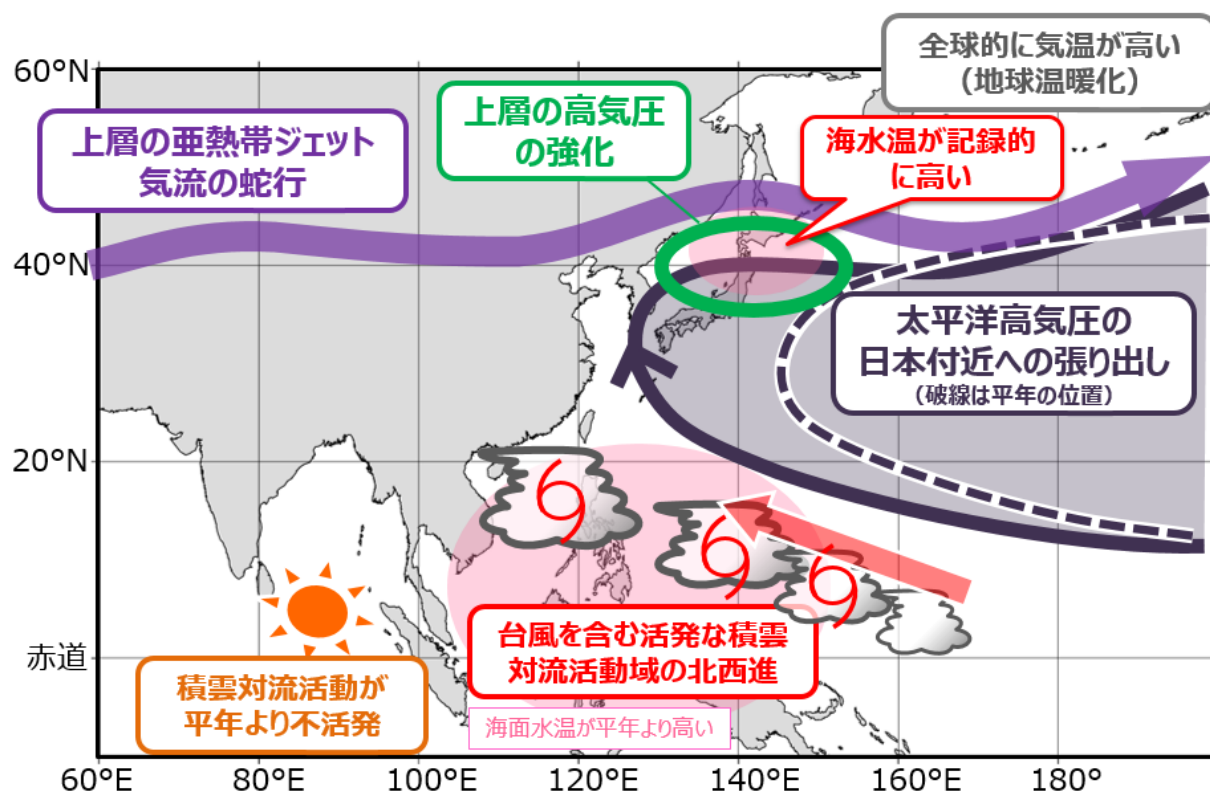 全球的に気温が高い
（地球温暖化）
60°N
上層の亜熱帯ジェット
気流の蛇行
上層の高気圧
の強化
海水温が記録的
に高い
40°N
太平洋高気圧の
日本付近への張り出し
（破線は平年の位置）
20°N
赤道
積雲対流活動が
平年より不活発
台風を含む活発な積雲
対流活動域の北西進
海面水温が平年より高い
60°E
80°E
100°E
120°E
140°E
160°E
180°